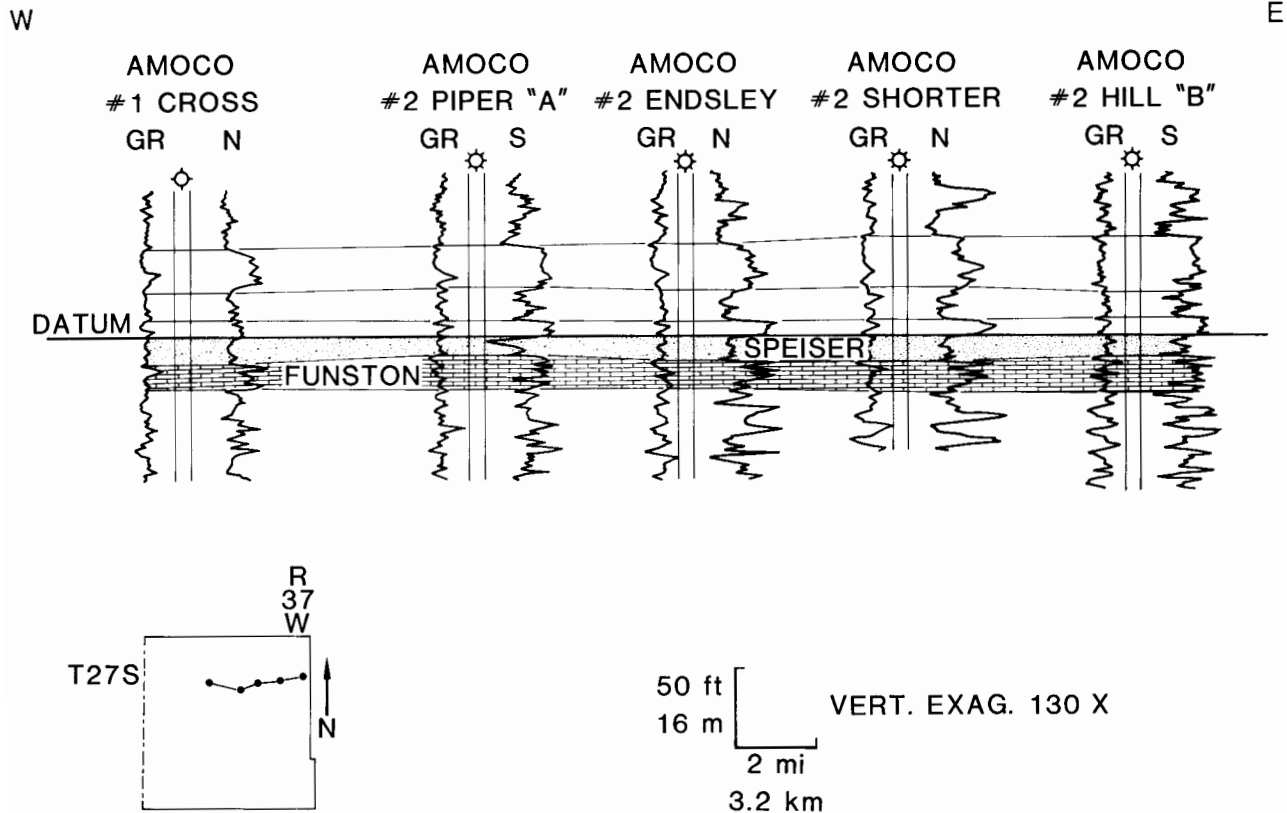 W
E
AMOCO
#1 CROSS
GR N
AMOCO
#2 PIPER "A"
GR S
AMOCO
#2 ENDSLEY
GR N
AMOCO
#2 SHORTER
GR N
AMOCO
#2 HILL "B"
GR S
DATUM
SPEISER
FUNSTON
R
37
W
T27S
N
50 ft
16 m
2 mi
3.2 km
VERT. EXAG. 130 X